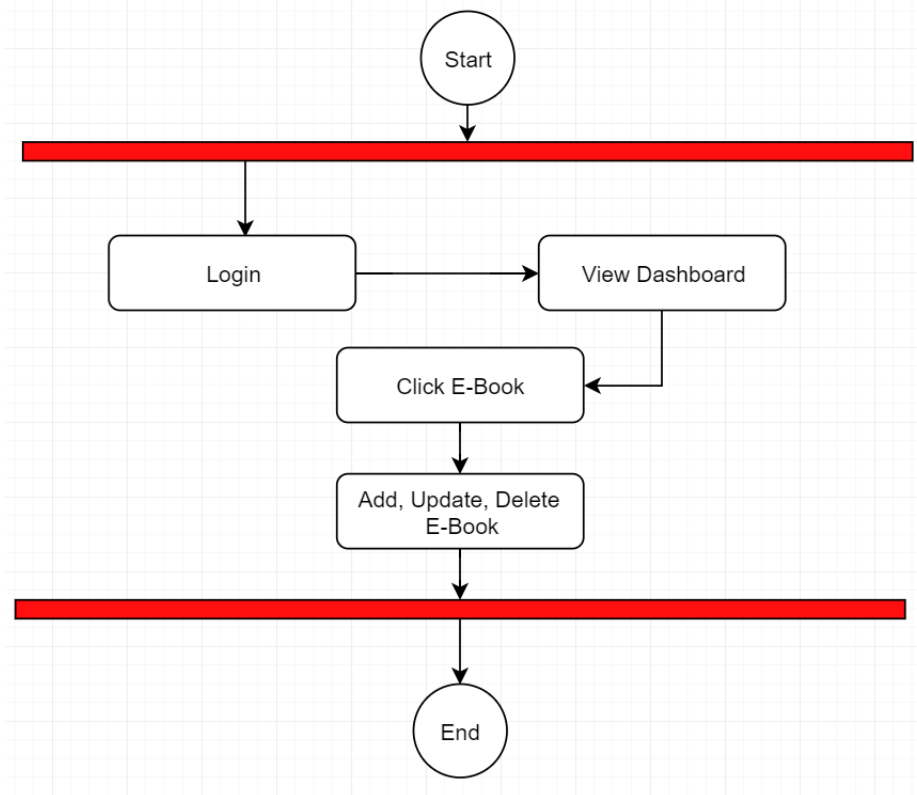 Start
Login
View Dashboard
Click E-Book
Add, Update, Delete
E-Book
End